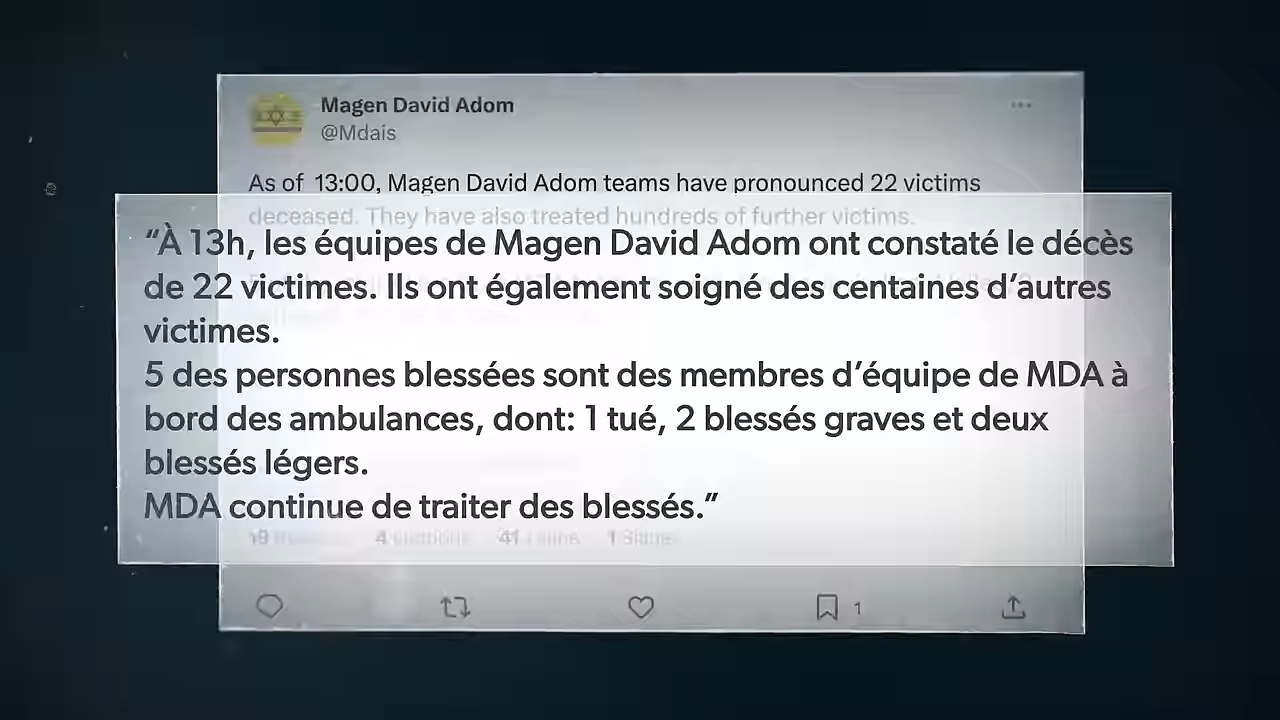 Magen David Adom
@Mdais
As of 13:00, Magen David Adom teams have pronounced 22 victims
deceased. They have also treated hundreds of further victims.
“À 13h, les équipes de Magen David Adom ont constaté le décès
de 22 victimes. Ils ont également soigné des centaines d’autres
victimes.
5 des personnes blessées sont des membres d’équipe de MDA à
bord des ambulances, dont: 1 tué, 2 blessés graves et deux
blessés légers.
MDA continue de traiter des blessés.”
19 4 41 1
1